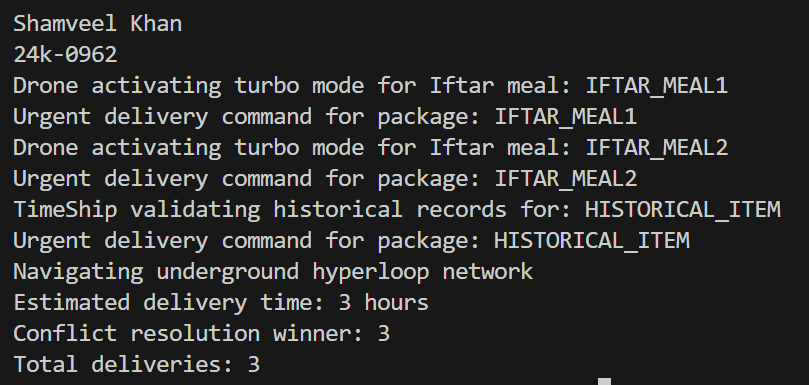 Shamveel Khan
24k-0962
Drone activating turbo mode for Iftar meal: IFTAR_MEAL1
Urgent delivery command for package: IFTAR_MEAL1
Drone activating turbo mode for Iftar meal: IFTAR_MEAL2
Urgent delivery command for package: IFTAR_MEAL2
TimeShip validating historical records for: HISTORICAL_ITEM
Urgent delivery command for package: HISTORICAL_ITEM
Navigating underground hyperloop network
Estimated delivery time: 3 hours
Conflict resolution winner: 3
Total deliveries: 3